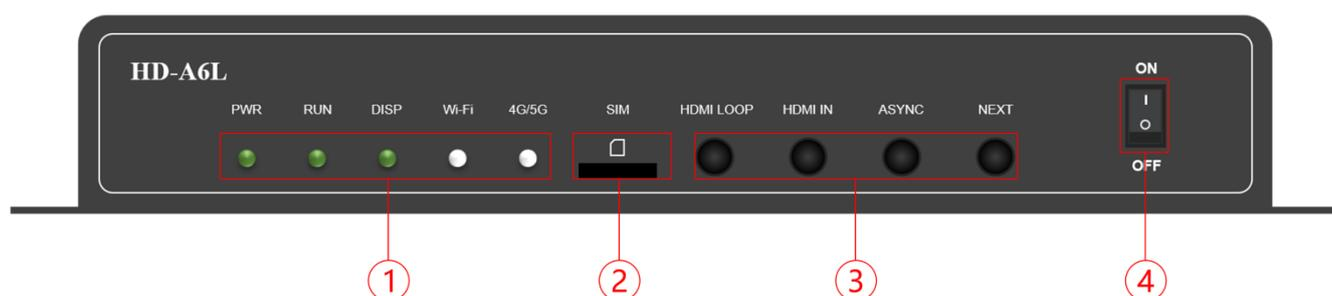 HD-A6L
ON
PWR RUN DISP Wi-Fi 4G/5G SIM HDMI LOOP HDMI IN ASYNC NEXT
I
O
OFF
1 2 3 4